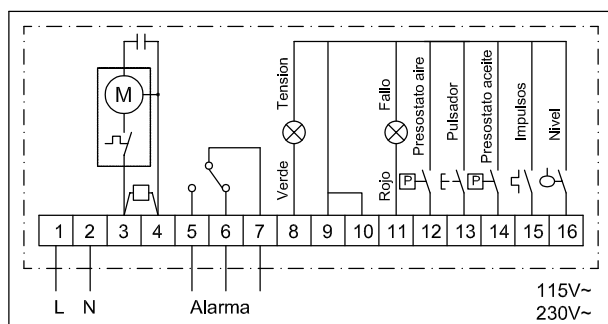 M
Tension
Verde
Fallo
Rojo
Presostato aire
P
Pulsador
Presostato aceite
P
Impulsos
Nivel
1 2 3 4 5 6 7 8 9 10 11 12 13 14 15 16
L N Alarma
115V~
230V~